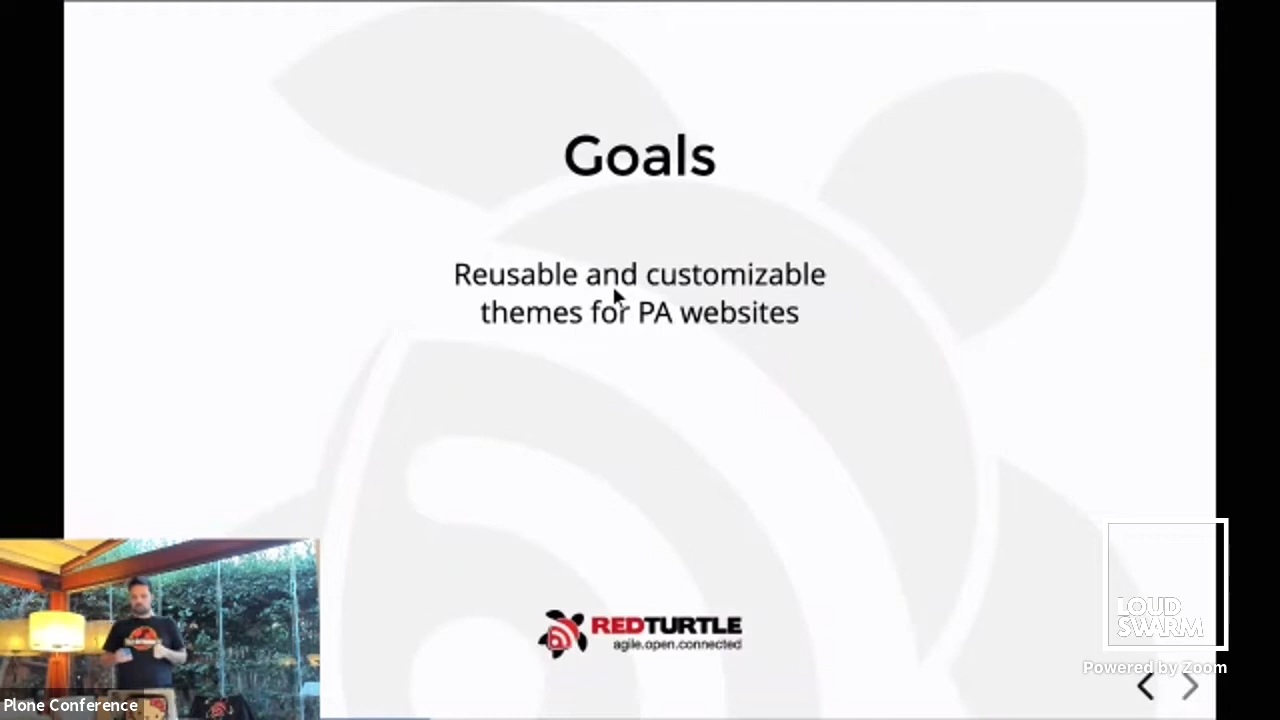 Goals
Reusable and customizable
themes for PA websites
REDTURTLE
agile.open.connected
LOUD
SWARM
Powered by Zoom
Plone Conference